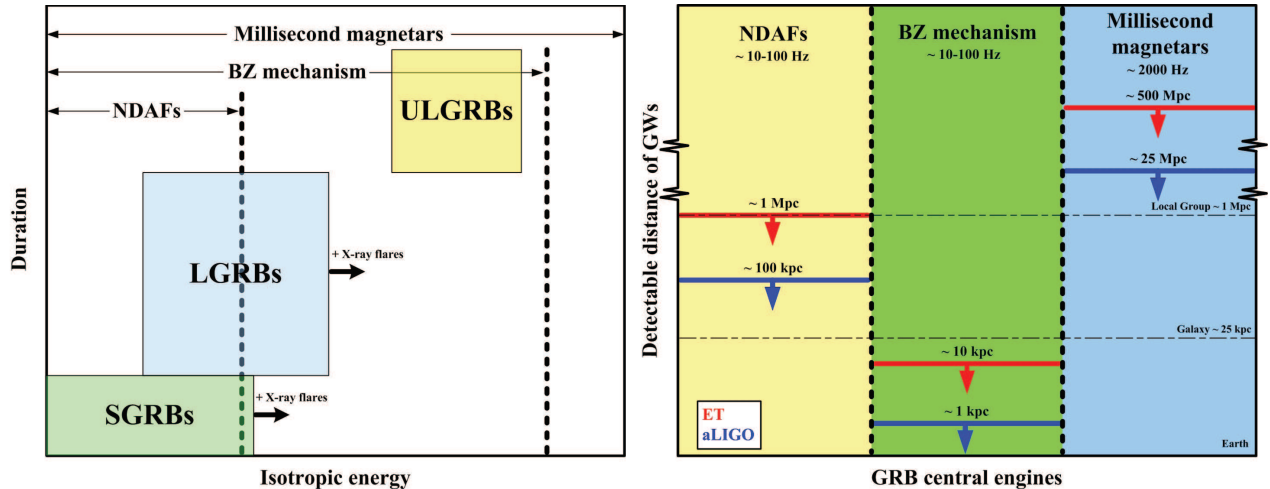 Millisecond magnetars
BZ mechanism
NDAFs
ULGRBs
LGRBs
+ X-ray flares
SGRBs
+ X-ray flares
Duration
Isotropic energy
NDAFs
~ 10-100 Hz
BZ mechanism
~ 10-100 Hz
Millisecond
magnetars
~ 2000 Hz
~ 500 Mpc
~ 25 Mpc
Local Group ~ 1 Mpc
~ 1 Mpc
~ 100 kpc
Galaxy ~ 25 kpc
~ 10 kpc
~ 1 kpc
ET
aLIGO
Earth
Detectable distance of GWs
GRB central engines